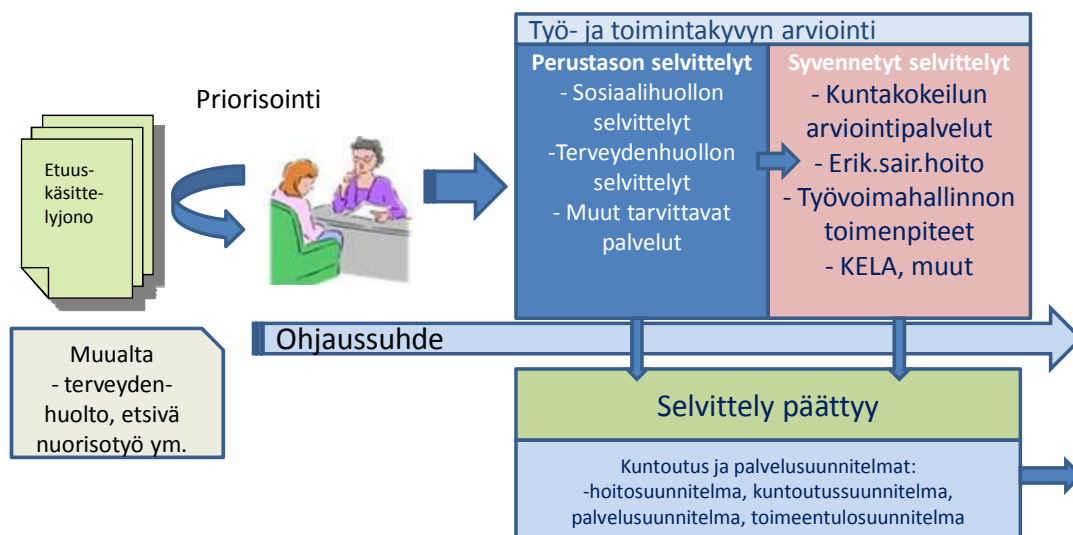 Työ- ja toimintakyvyn arviointi
Priorisointi
Etuus-
käsitte-
lyjono
Perustason selvittelyt
- Sosiaalihuollon
selvittelyt
-Terveydenhuollon
selvittelyt
- Muut tarvittavat
palvelut
Syvennetyt selvittelyt
- Kuntakokeilun
arviointipalvelut
- Erik.sair.hoito
- Työvoimahallinnon
toimenpiteet
- KELA, muut
Ohjaussuhde
Muualta
- terveyden-
huolto, etsivä
nuorisotyö ym.
Selvittely päättyy
Kuntoutus ja palvelusuunnitelmat:
-hoitosuunnitelma, kuntoutussuunnitelma,
palvelusuunnitelma, toimeentulosuunnitelma